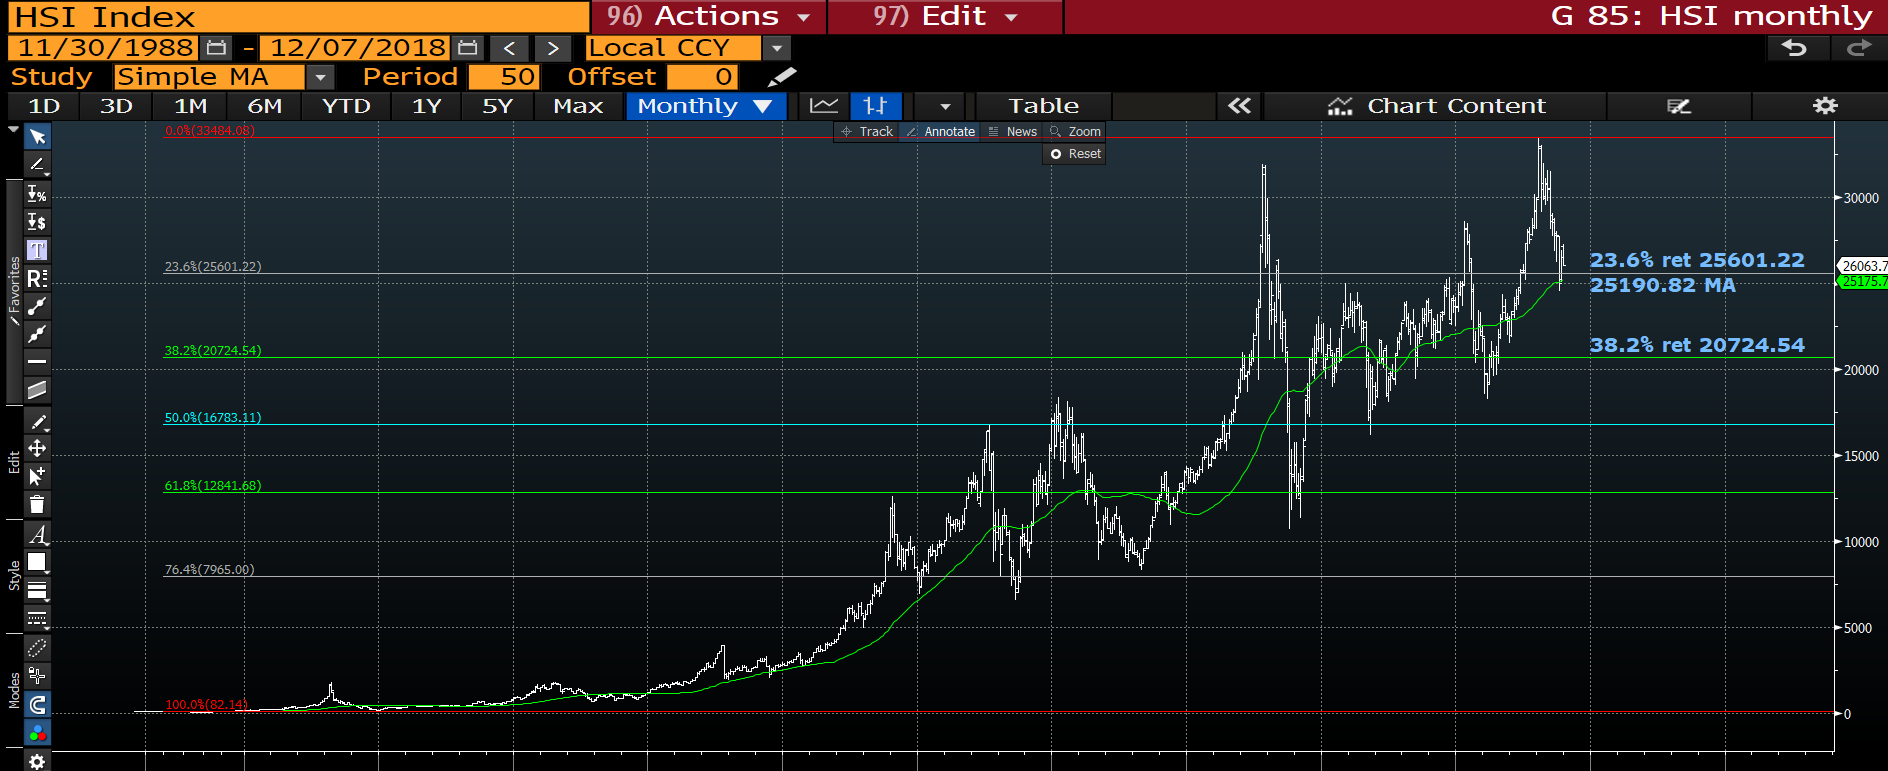 HSI Index
96) Actions
97) Edit
G 85: HSI monthly
11/30/1988 - 12/07/2018 < > Local CCY
Study Simple MA Period 50 Offset 0
1D 3D 1M 6M YTD 1Y 5Y Max Monthly ▼ Table « Chart Content
Track Annotate News Zoom
Reset
0.0%(33484.08)
30000
23.6%(25601.22)
23.6% ret 25601.22
26063.7
25175.7
25190.82 MA
38.2%(20724.54)
38.2% ret 20724.54
20000
50.0%(16783.11)
15000
61.8%(12841.68)
10000
76.4%(7965.00)
5000
100.0%(82.14)
0
%
$
T
R
A
Favorites
Edit
Style
Modes